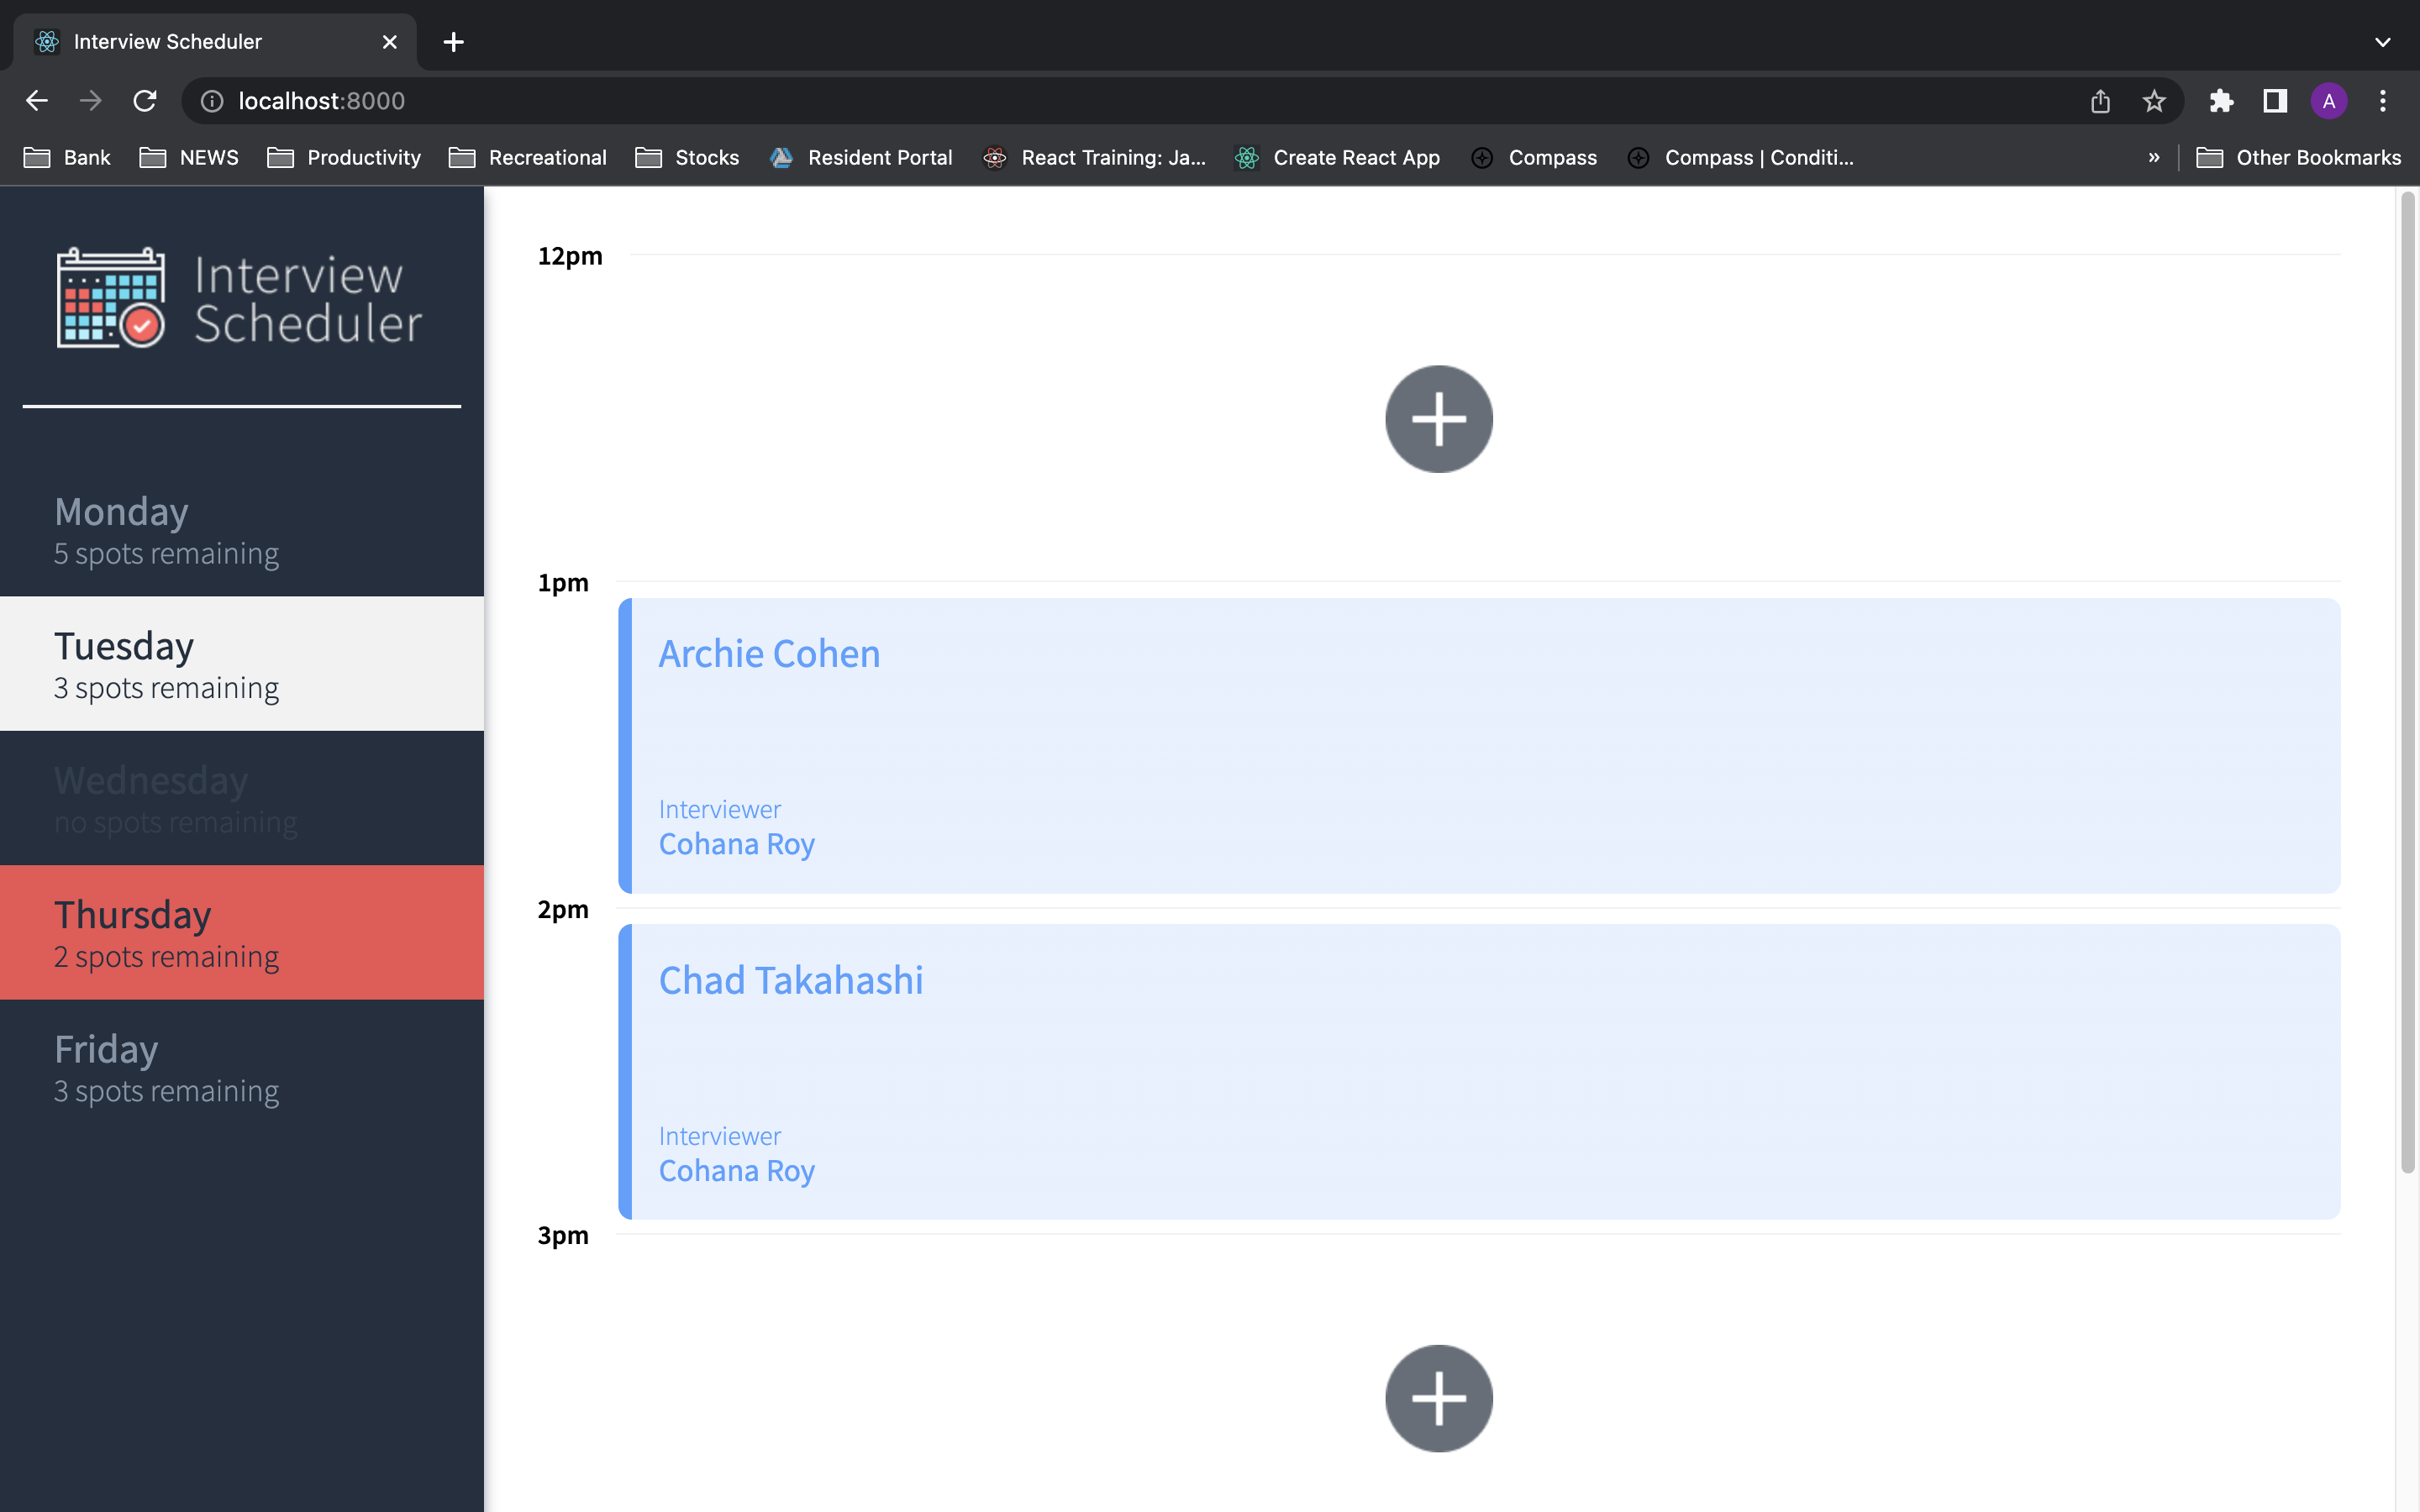 Interview Scheduler
localhost:8000
A
Bank
NEWS
Productivity
Recreational
Stocks
Resident Portal
React Training: Ja...
Create React App
Compass
Compass | Conditi...
»
Other Bookmarks
Interview
Scheduler
Monday
5 spots remaining
Tuesday
3 spots remaining
Wednesday
no spots remaining
Thursday
2 spots remaining
Friday
3 spots remaining
12pm
1pm
Archie Cohen
Interviewer
Cohana Roy
2pm
Chad Takahashi
Interviewer
Cohana Roy
3pm